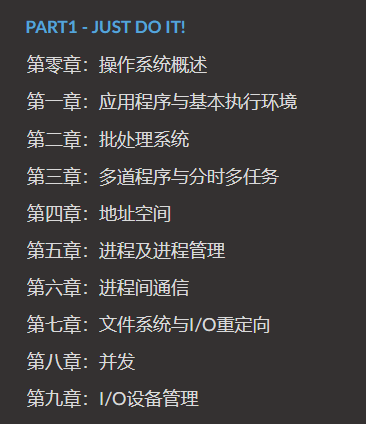 PART1 - JUST DO IT!
第零章：操作系统概述
第一章：应用程序与基本执行环境
第二章：批处理系统
第三章：多道程序与分时多任务
第四章：地址空间
第五章：进程及进程管理
第六章：进程间通信
第七章：文件系统与I/O重定向
第八章：并发
第九章：I/O设备管理